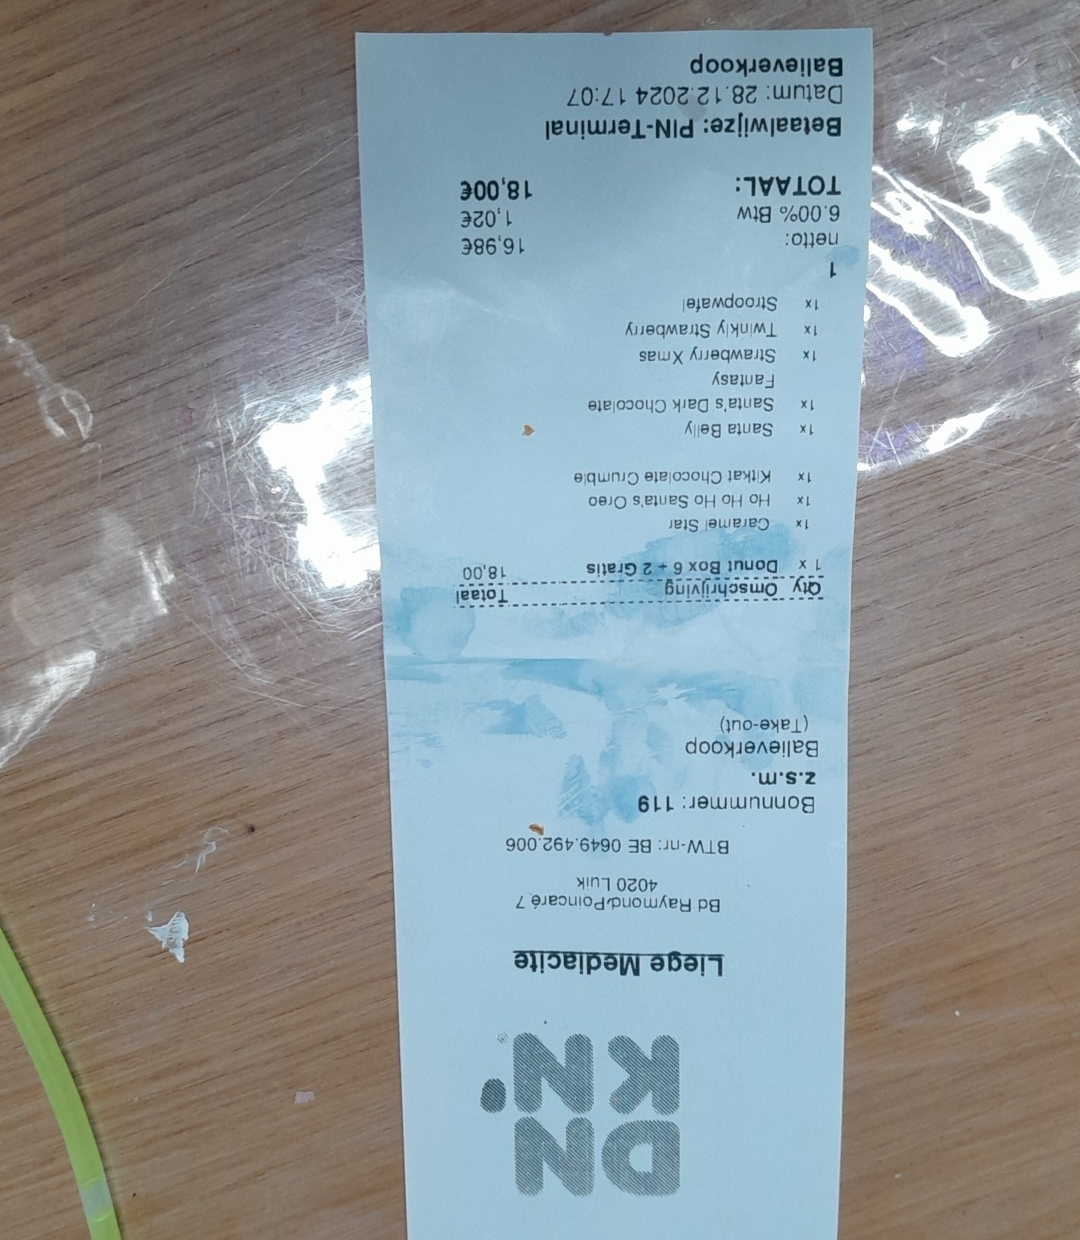 DN
KN
Liege Mediacite
Bd Raymond-Poincaré 7
4020 Luik
BTW-nr: BE 0649.492.006
Bonnummer: 119
z.s.m.
Balieverkoop
(Take-out)
Qty Omschrijving Totaal
1 x Donut Box 6 + 2 Gratis 18,00
1x Caramel Star
1x Ho Ho Ho Santa's Oreo
1x Kitkat Chocolate Crumble
1x Santa Belly
1x Santa's Dark Chocolate
Fantasy
1x Strawberry Xmas
1x Twinkly Strawberry
1x Stroopwafel
1
netto: 16,98€
6.00% Btw 1,02€
TOTAAL: 18,00€
Betaalwijze: PIN-Terminal
Datum: 28.12.2024 17:07
Balieverkoop